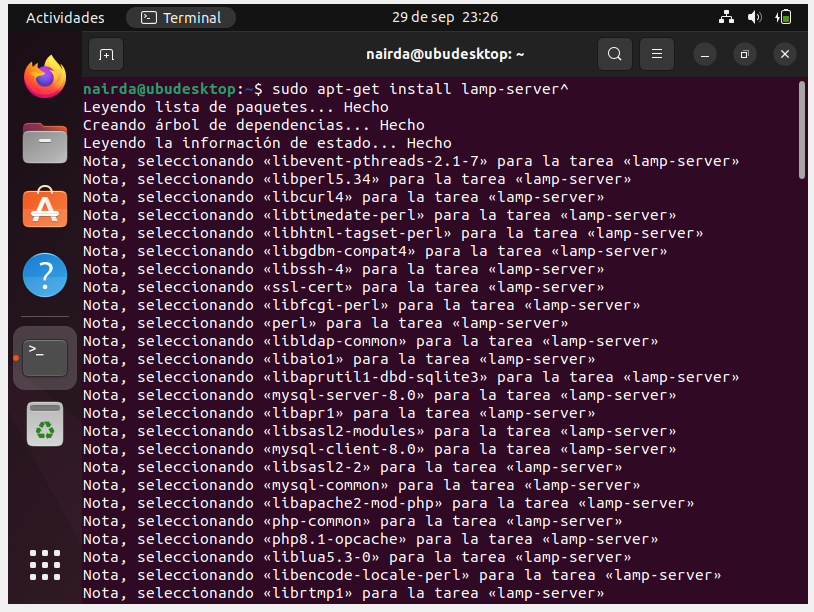 Actividades
Terminal
29 de sep 23:26
nairda@ubudesktop: ~
nairda@ubudesktop:~$ sudo apt-get install lamp-server^
Leyendo lista de paquetes... Hecho
Creando árbol de dependencias... Hecho
Leyendo la información de estado... Hecho
Nota, seleccionando «libevent-pthreads-2.1-7» para la tarea «lamp-server»
Nota, seleccionando «libperl5.34» para la tarea «lamp-server»
Nota, seleccionando «libcurl4» para la tarea «lamp-server»
Nota, seleccionando «libtimedate-perl» para la tarea «lamp-server»
Nota, seleccionando «libhtml-tagset-perl» para la tarea «lamp-server»
Nota, seleccionando «libgdbm-compat4» para la tarea «lamp-server»
Nota, seleccionando «libssh-4» para la tarea «lamp-server»
Nota, seleccionando «ssl-cert» para la tarea «lamp-server»
Nota, seleccionando «libfcgi-perl» para la tarea «lamp-server»
Nota, seleccionando «perl» para la tarea «lamp-server»
Nota, seleccionando «libldap-common» para la tarea «lamp-server»
Nota, seleccionando «libaio1» para la tarea «lamp-server»
Nota, seleccionando «libaprutil1-dbd-sqlite3» para la tarea «lamp-server»
Nota, seleccionando «mysql-server-8.0» para la tarea «lamp-server»
Nota, seleccionando «libapr1» para la tarea «lamp-server»
Nota, seleccionando «libsasl2-modules» para la tarea «lamp-server»
Nota, seleccionando «mysql-client-8.0» para la tarea «lamp-server»
Nota, seleccionando «libsasl2-2» para la tarea «lamp-server»
Nota, seleccionando «mysql-common» para la tarea «lamp-server»
Nota, seleccionando «libapache2-mod-php» para la tarea «lamp-server»
Nota, seleccionando «php-common» para la tarea «lamp-server»
Nota, seleccionando «php8.1-opcache» para la tarea «lamp-server»
Nota, seleccionando «liblua5.3-0» para la tarea «lamp-server»
Nota, seleccionando «libencode-locale-perl» para la tarea «lamp-server»
Nota, seleccionando «librtmp1» para la tarea «lamp-server»